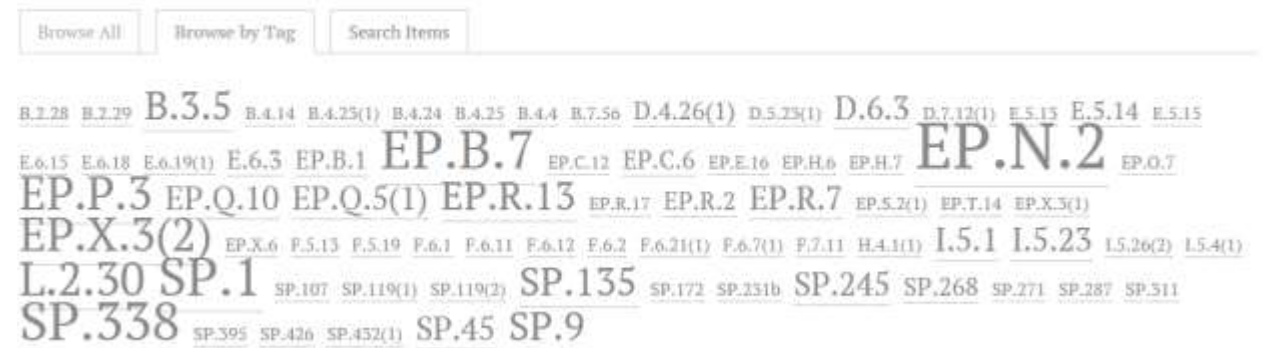 Browse All Browse by Tag Search Items
B.2.28 B.2.29 B.3.5 B.4.14 B.4.23(1) B.4.24 B.4.25 B.4.4 B.7.56 D.4.26(1) D.5.23(1) D.6.3 D.7.12(1) E.5.13 E.5.14 E.5.15
E.6.15 E.6.18 E.6.19(1) E.6.3 EP.B.1 EP.B.7 EP.C.12 EP.C.6 EP.E.16 EP.H.6 EP.H.7 EP.N.2 EP.O.7
EP.P.3 EP.Q.10 EP.Q.5(1) EP.R.13 EP.R.17 EP.R.2 EP.R.7 EP.S.2(1) EP.T.14 EP.X.3(1)
EP.X.3(2) EP.X.6 F.5.13 F.5.19 F.6.1 F.6.11 F.6.12 F.6.2 F.6.21(1) F.6.7(1) F.7.11 H.4.1(1) I.5.1 I.5.23 I.5.26(2) I.5.4(1)
L.2.30 SP.1 SP.107 SP.119(1) SP.119(2) SP.135 SP.172 SP.231b SP.245 SP.268 SP.271 SP.287 SP.311
SP.338 SP.395 SP.426 SP.432(1) SP.45 SP.9